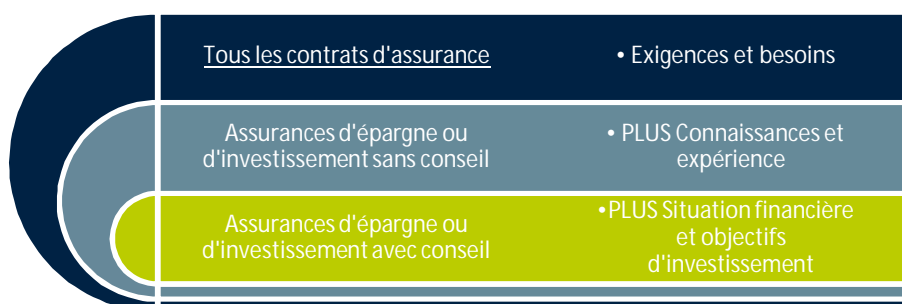 Tous les contrats d'assurance
• Exigences et besoins
Assurances d'épargne ou
d'investissement sans conseil
• PLUS Connaissances et
expérience
Assurances d'épargne ou
d'investissement avec conseil
•PLUS Situation financière
et objectifs
d'investissement